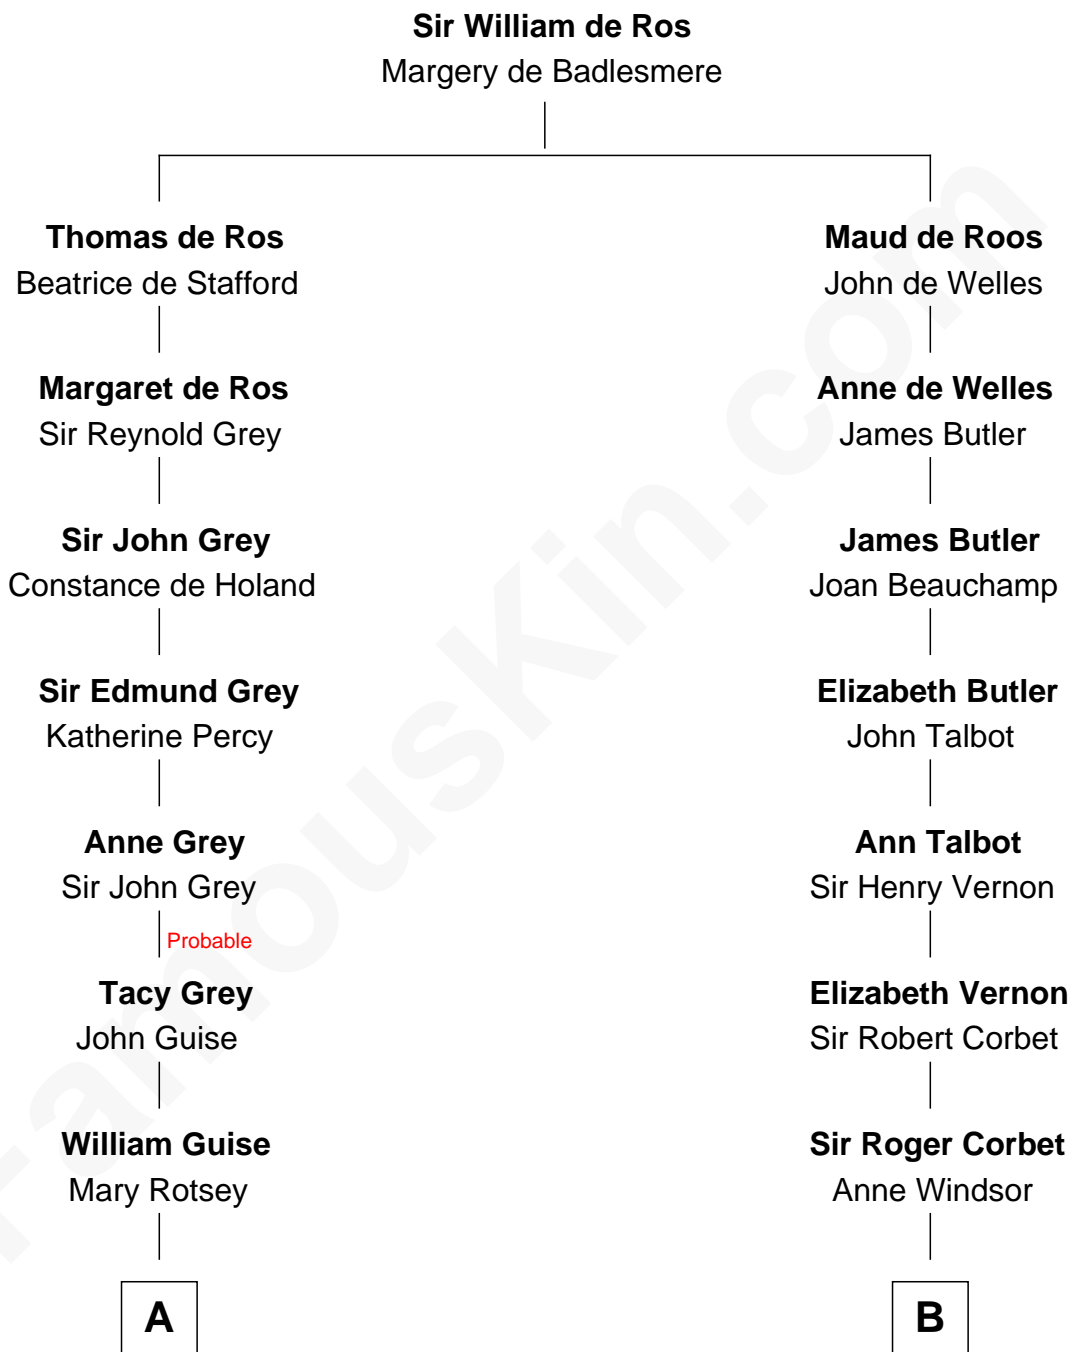 Sir William de Ros
Margery de Badlesmere
Thomas de Ros
Beatrice de Stafford
Margaret de Ros
Sir Reynold Grey
Sir John Grey
Constance de Holand
Sir Edmund Grey
Katherine Percy
Anne Grey
Sir John Grey
Probable
Tacy Grey
John Guise
William Guise
Mary Rotsey
A
Maud de Roos
John de Welles
Anne de Welles
James Butler
James Butler
Joan Beauchamp
Elizabeth Butler
John Talbot
Ann Talbot
Sir Henry Vernon
Elizabeth Vernon
Sir Robert Corbet
Sir Roger Corbet
Anne Windsor
B
FamousKin.com